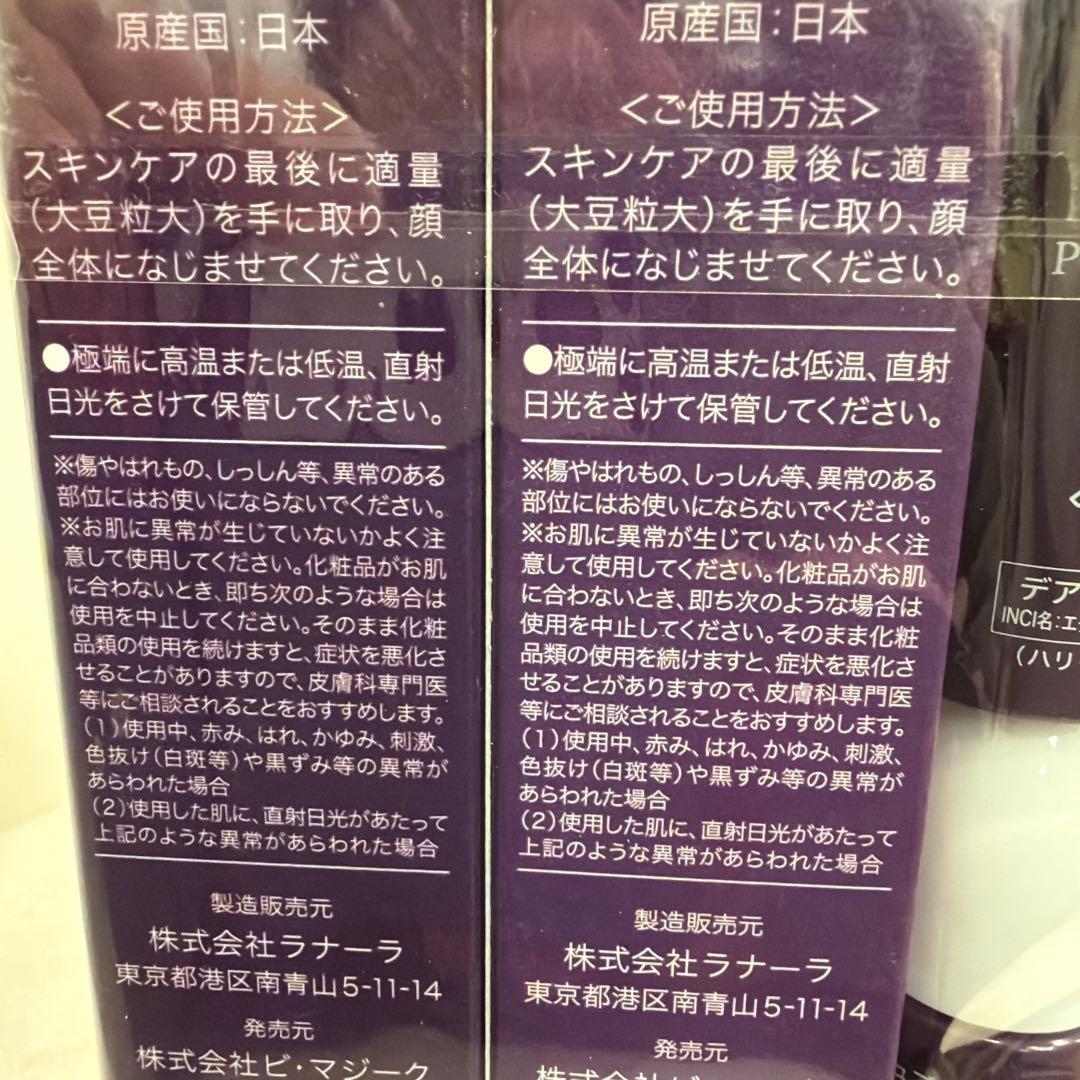 原産国：日本
＜ご使用方法＞
スキンケアの最後に適量
（大豆粒大）を手に取り、顔
全体になじませてください。
●極端に高温または低温、直射
日光をさけて保管してください。
※傷やはれもの、しっしん等、異常のある
部位にはお使いにならないでください。
※お肌に異常が生じていないかよく注
意して使用してください。化粧品がお肌
に合わないとき、即ち次のような場合は
使用を中止してください。そのまま化粧
品類の使用を続けますと、症状を悪化さ
せることがありますので、皮膚科専門医
等にご相談されることをおすすめします。
（1）使用中、赤み、はれ、かゆみ、刺激、
色抜け（白斑等）や黒ずみ等の異常が
あらわれた場合
（2）使用した肌に、直射日光があたって
上記のような異常があらわれた場合
製造販売元
株式会社ラナーラ
東京都港区南青山5-11-14
発売元
株式会社ビ・マジーク
原産国：日本
＜ご使用方法＞
スキンケアの最後に適量
（大豆粒大）を手に取り、顔
全体になじませてください。
●極端に高温または低温、直射
日光をさけて保管してください。
※傷やはれもの、しっしん等、異常のある
部位にはお使いにならないでください。
※お肌に異常が生じていないかよく注
意して使用してください。化粧品がお肌
に合わないとき、即ち次のような場合は
使用を中止してください。そのまま化粧
品類の使用を続けますと、症状を悪化さ
せることがありますので、皮膚科専門医
等にご相談されることをおすすめします。
（1）使用中、赤み、はれ、かゆみ、刺激、
色抜け（白斑等）や黒ずみ等の異常が
あらわれた場合
（2）使用した肌に、直射日光があたって
上記のような異常があらわれた場合
製造販売元
株式会社ラナーラ
東京都港区南青山5-11-14
発売元
株式会社
P
デア
INCI名：エ
（ハリ